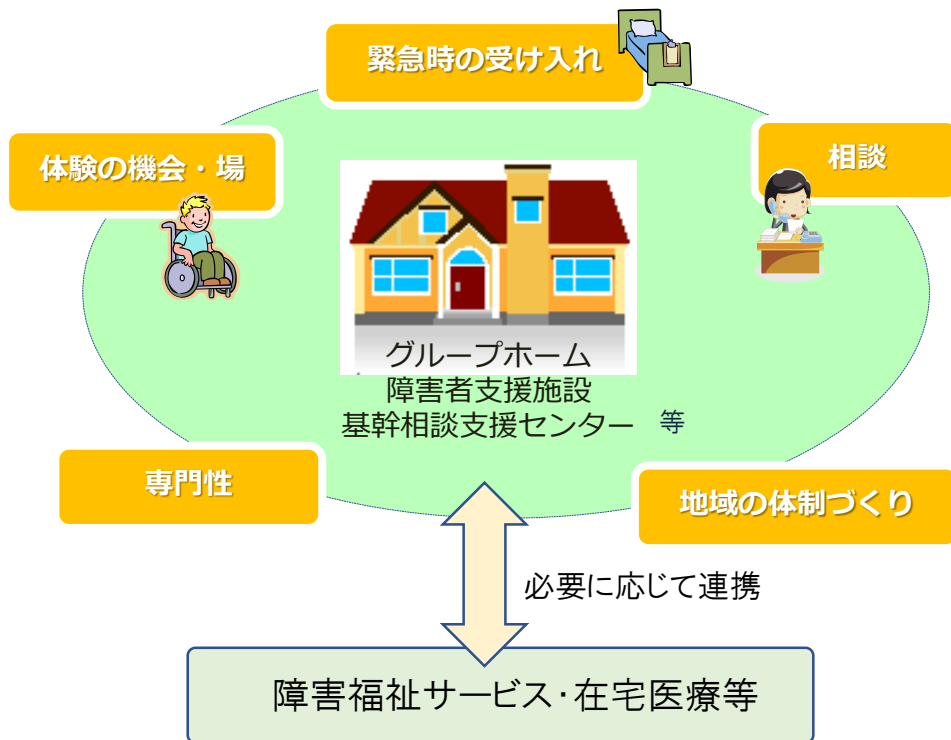 緊急時の受け入れ
体験の機会・場
相談
グループホーム
障害者支援施設
基幹相談支援センター 等
専門性
地域の体制づくり
必要に応じて連携
障害福祉サービス・在宅医療等